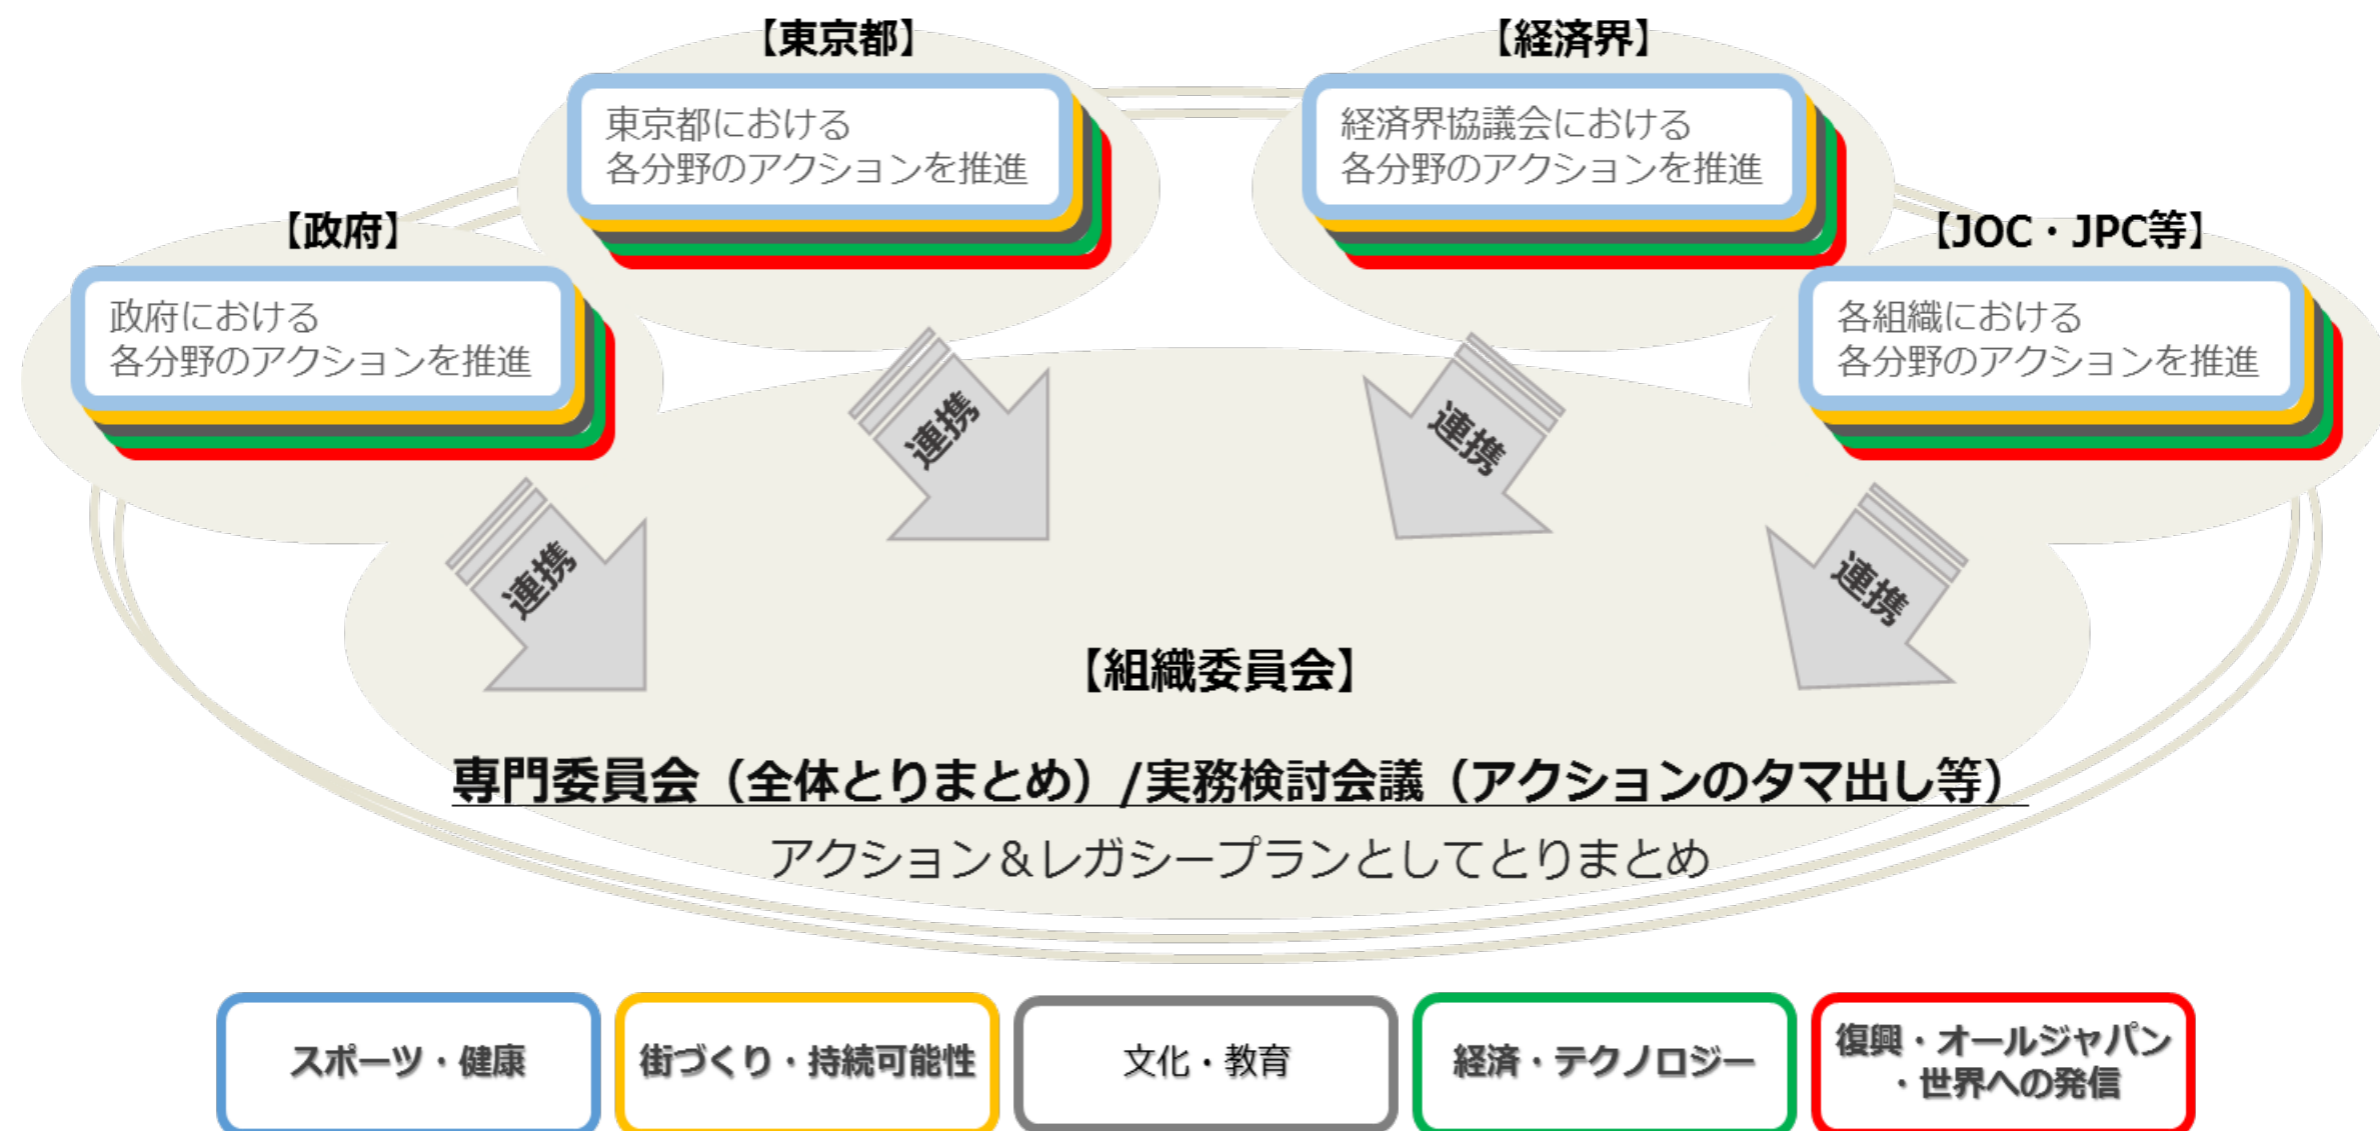 【東京都】
東京都における
各分野のアクションを推進
【経済界】
経済界協議会における
各分野のアクションを推進
【政府】
政府における
各分野のアクションを推進
【JOC・JPC等】
各組織における
各分野のアクションを推進
連携
連携
連携
連携
【組織委員会】
専門委員会（全体とりまとめ）/実務検討会議（アクションのタマ出し等）
アクション＆レガシープランとしてとりまとめ
スポーツ・健康
街づくり・持続可能性
文化・教育
経済・テクノロジー
復興・オールジャパン
・世界への発信